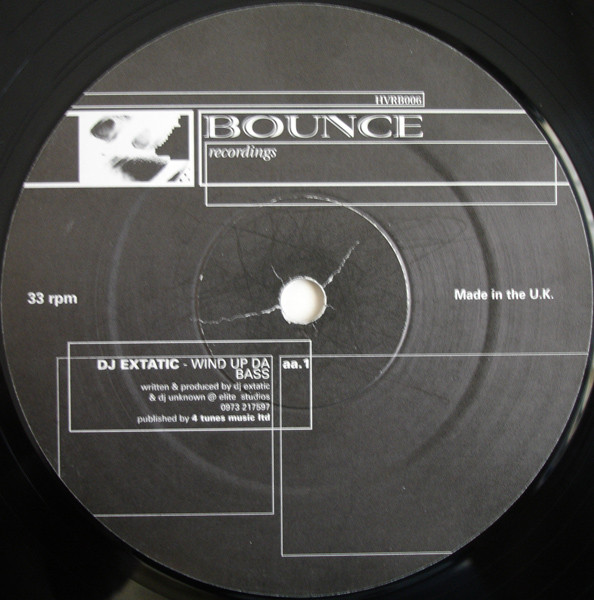 HVRB006
BOUNCE
recordings
33 rpm
Made in the U.K.
DJ EXTATIC - WIND UP DA
BASS
aa.1
written & produced by dj extatic
& dj unknown @ elite studios
0973 217597
published by 4 tunes music ltd